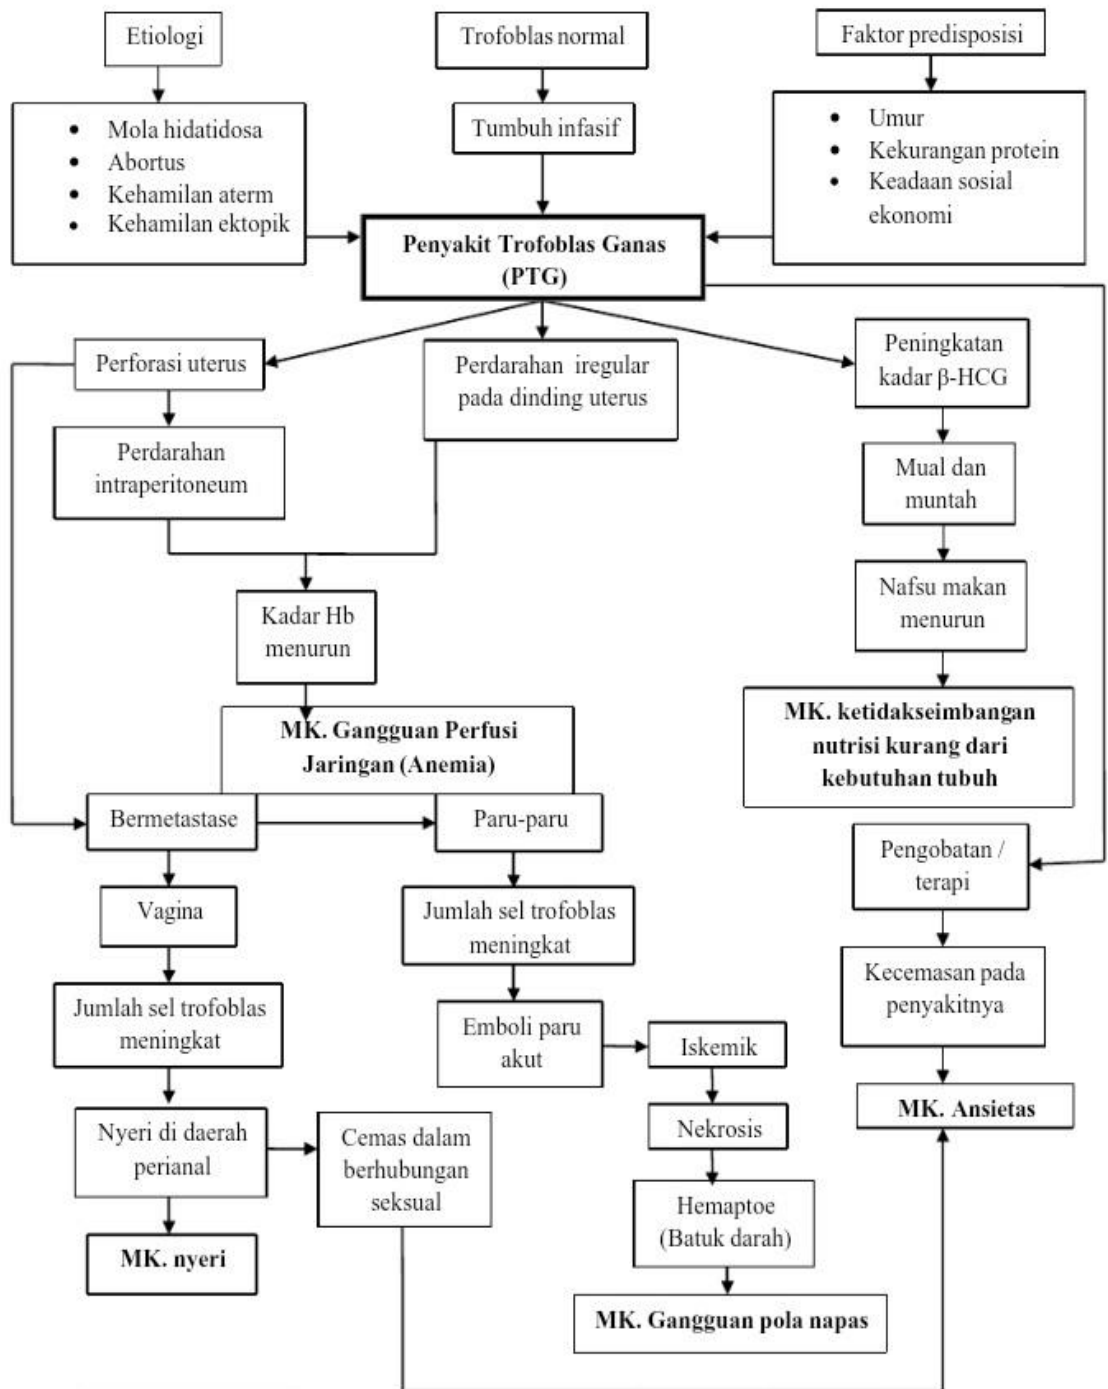 Etiologi
Trofoblas normal
Faktor predisposisi
• Mola hidatidosa
• Abortus
• Kehamilan aterm
• Kehamilan ektopik
Tumbuh infasif
• Umur
• Kekurangan protein
• Keadaan sosial
ekonomi
Penyakit Trofoblas Ganas
(PTG)
Perforasi uterus
Perdarahan iregular
pada dinding uterus
Peningkatan
kadar β-HCG
Perdarahan
intraperitoneum
Mual dan
muntah
Kadar Hb
menurun
Nafsu makan
menurun
MK. Gangguan Perfusi
Jaringan (Anemia)
MK. ketidakseimbangan
nutrisi kurang dari
kebutuhan tubuh
Bermetastase
Paru-paru
Pengobatan /
terapi
Vagina
Jumlah sel trofoblas
meningkat
Kecemasan pada
penyakitnya
Jumlah sel trofoblas
meningkat
Emboli paru
akut
Iskemik
MK. Ansietas
Nyeri di daerah
perianal
Cemas dalam
berhubungan
seksual
Nekrosis
Hemaptoe
(Batuk darah)
MK. nyeri
MK. Gangguan pola napas